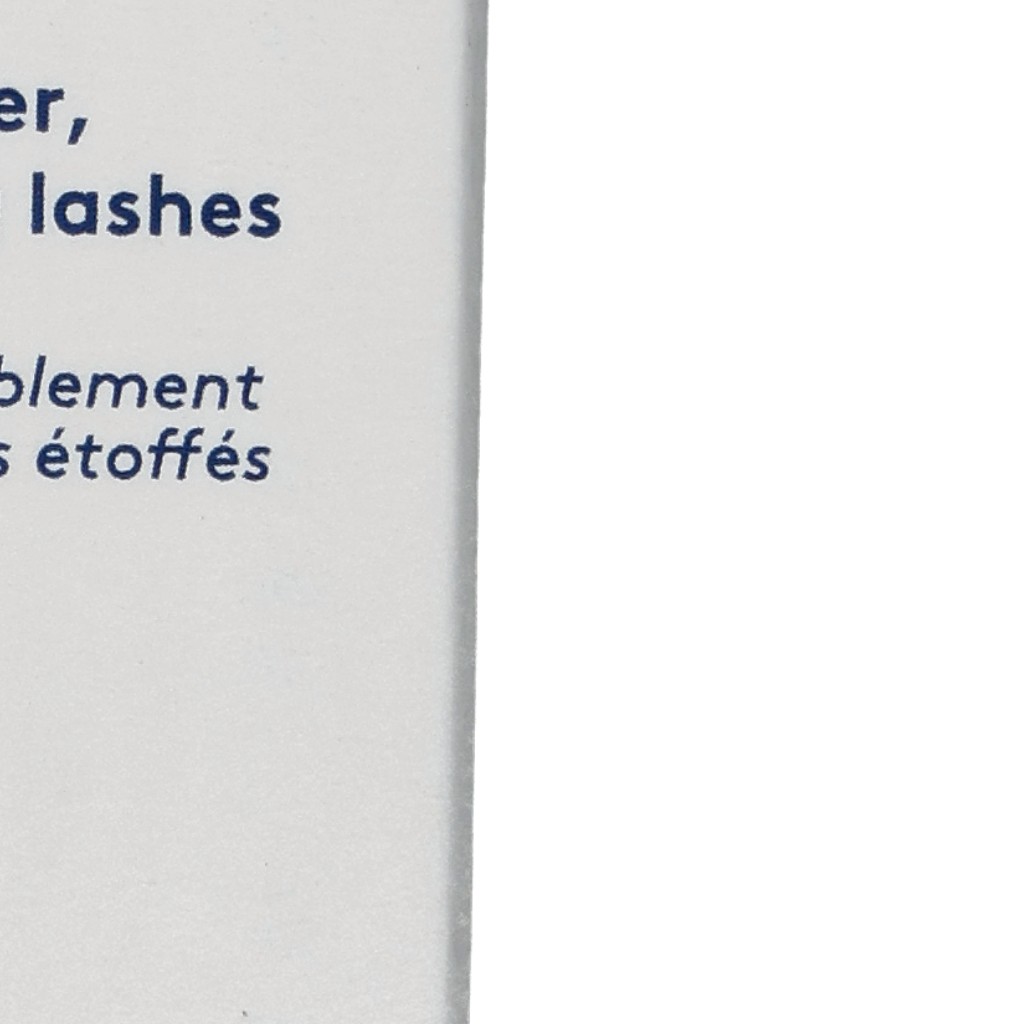 er,
lashes
blement
s étoffés